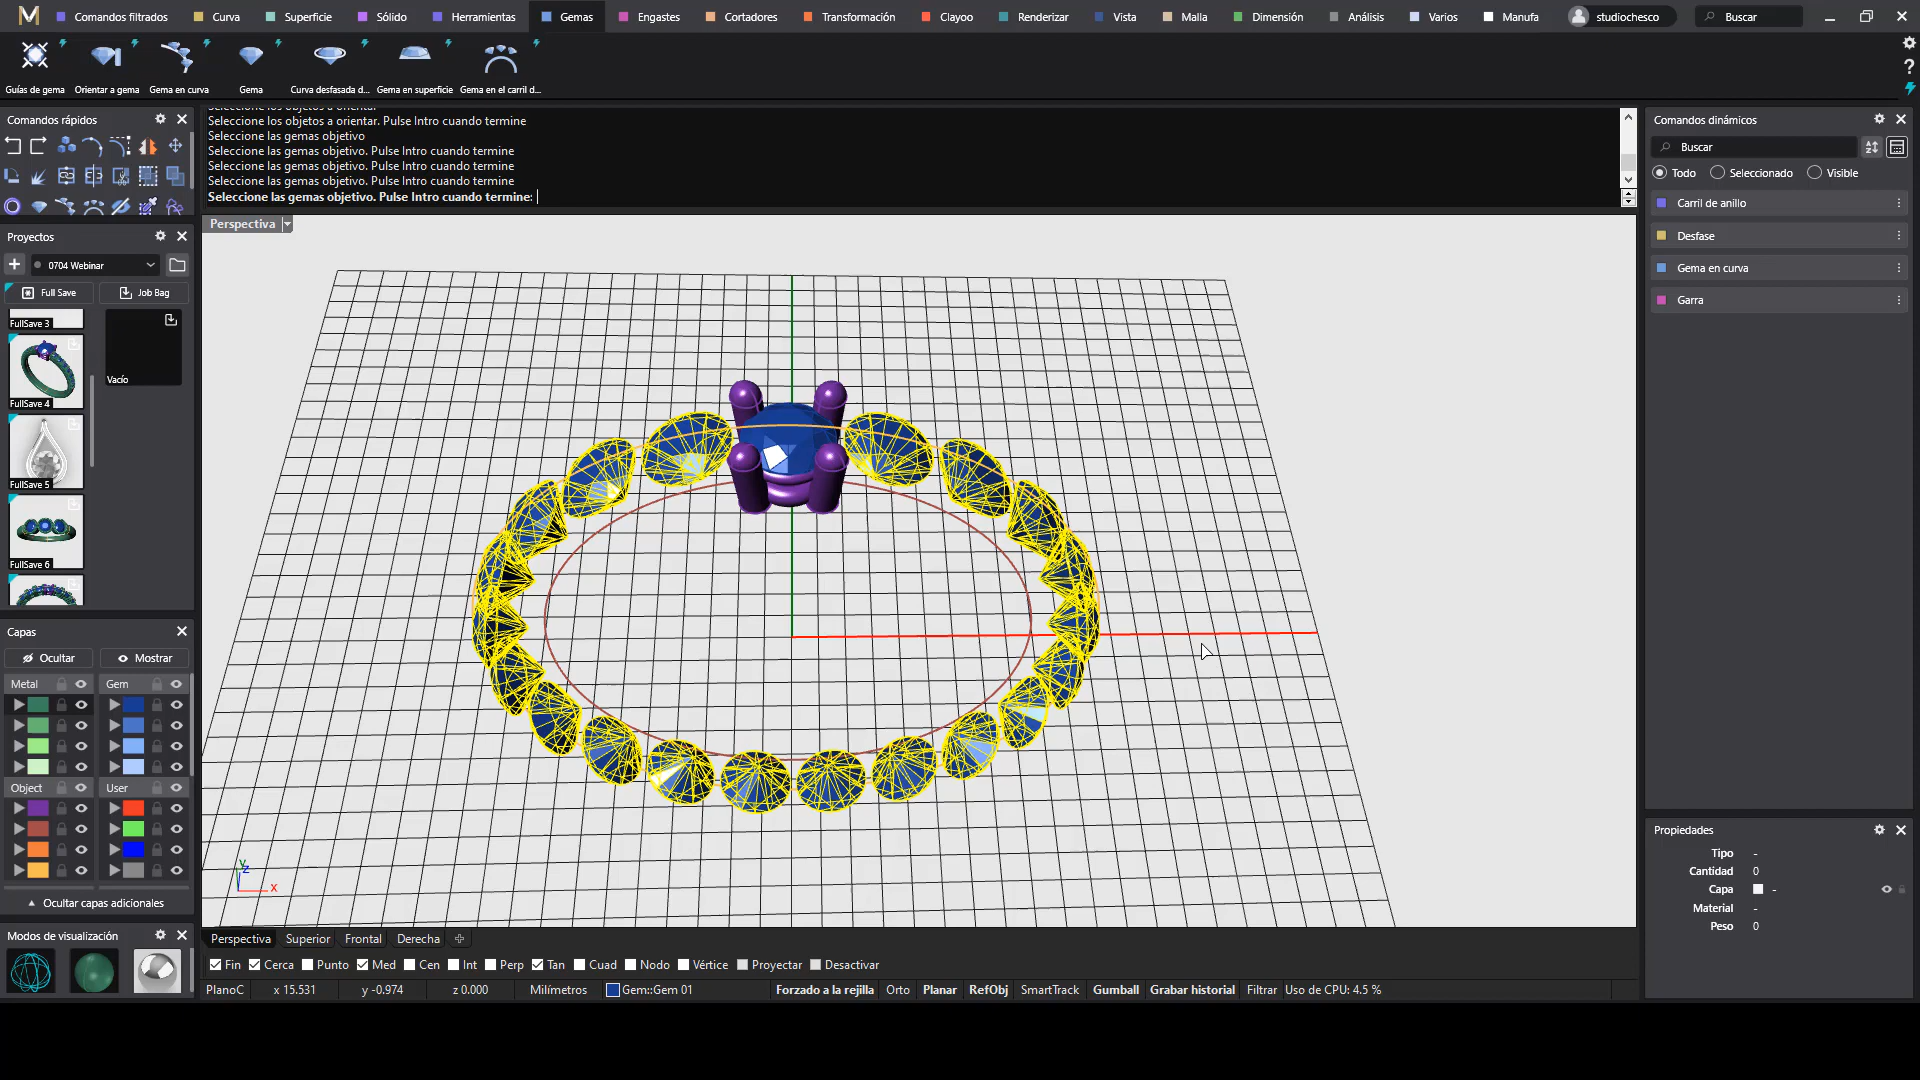 Comandos filtrados Curva Superficie Sólido Herramientas Gemas Engastes Cortadores Transformación Clayoo Renderizar Vista Malla Dimensión Análisis Varios Manufa studiochesco Buscar
Guías de gema Orientar a gema Gema en curva Gema Curva desfasada d... Gema en superficie Gema en el carril d...
Comandos rápidos
Seleccione los objetos a orientar
Seleccione los objetos a orientar. Pulse Intro cuando termine
Seleccione las gemas objetivo
Seleccione las gemas objetivo. Pulse Intro cuando termine
Seleccione las gemas objetivo. Pulse Intro cuando termine
Seleccione las gemas objetivo. Pulse Intro cuando termine
Seleccione las gemas objetivo. Pulse Intro cuando termine:
Perspectiva
Proyectos
0704 Webinar
Full Save Job Bag
FullSave 3
Vacío
FullSave 4
FullSave 5
FullSave 6
Capas
Ocultar Mostrar
Metal Gem
Object User
Ocultar capas adicionales
Modos de visualización
y
z
x
Perspectiva Superior Frontal Derecha
Fin Cerca Punto Med Cen Int Perp Tan Cuad Nodo Vértice Proyectar Desactivar
PlanoC x 15.531 y -0.974 z 0.000 Milímetros Gem::Gem 01 Forzado a la rejilla Orto Planar RefObj SmartTrack Gumball Grabar historial Filtrar Uso de CPU: 4.5 %
Comandos dinámicos
Buscar
Todo Seleccionado Visible
Carril de anillo
Desfase
Gema en curva
Garra
Propiedades
Tipo -
Cantidad 0
Capa -
Material -
Peso 0